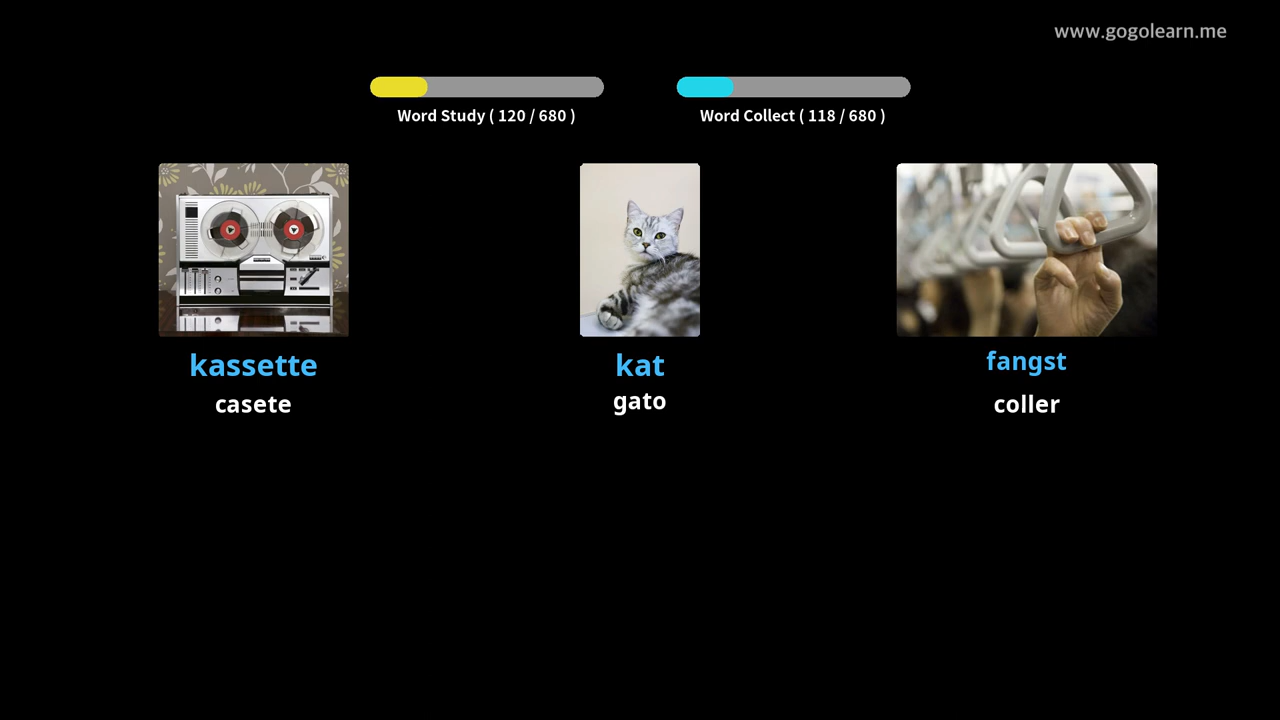 www.gogolearn.me
Word Study ( 120 / 680 )
Word Collect ( 118 / 680 )
kassette
kat
fangst
casete
gato
coller